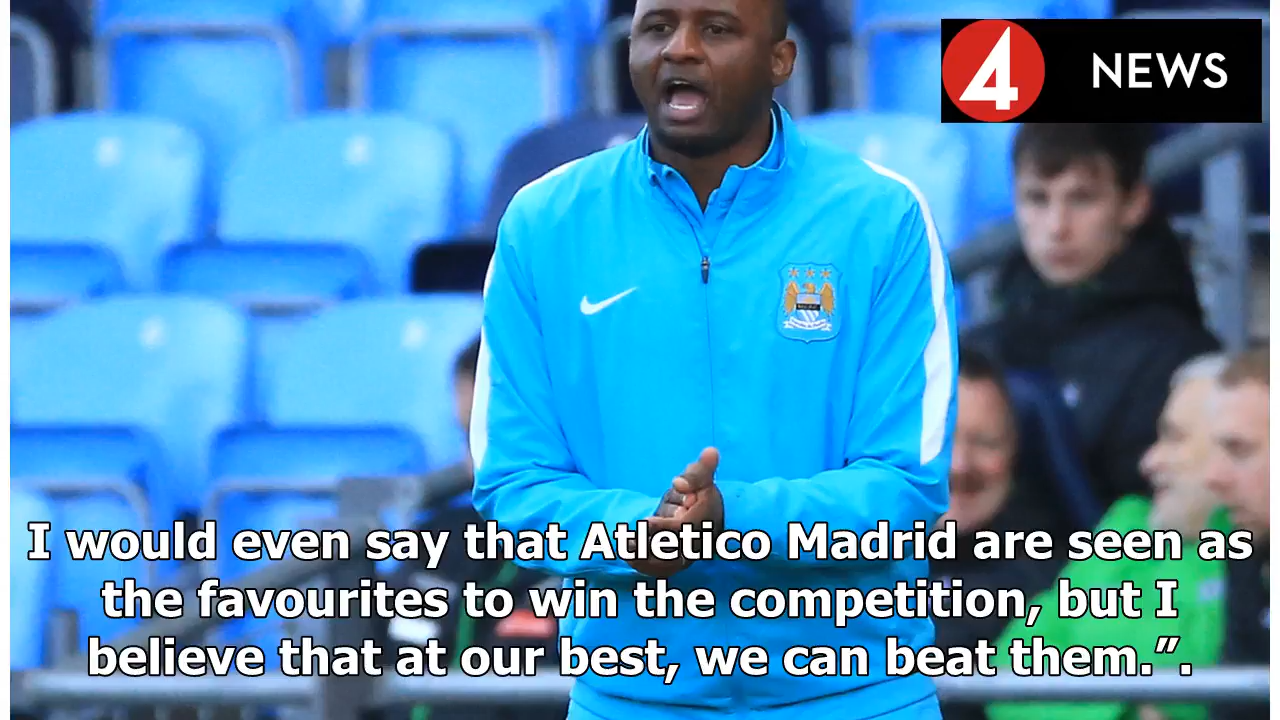 4 NEWS
I would even say that Atletico Madrid are seen as
the favourites to win the competition, but I
believe that at our best, we can beat them.”.